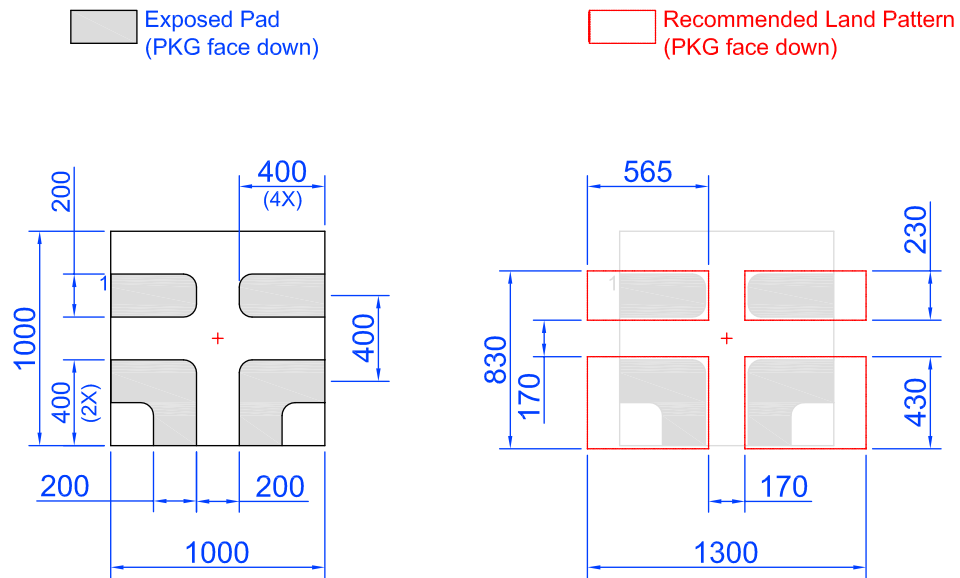 Exposed Pad
(PKG face down)
Recommended Land Pattern
(PKG face down)
400
(4X)
200
1
1000
400
400
(2X)
200
200
1000
565
230
1
830
170
430
170
1300